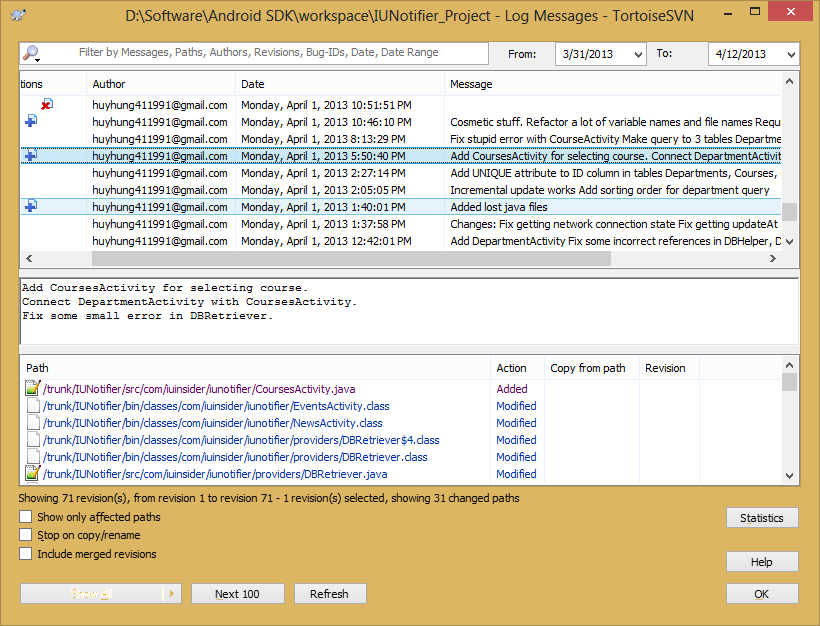 D:\Software\Android SDK\workspace\IUNotifier_Project - Log Messages - TortoiseSVN
Filter by Messages, Paths, Authors, Revisions, Bug-IDs, Date, Date Range From: 3/31/2013 To: 4/12/2013
tions Author Date Message
huyhung411991@gmail.com Monday, April 1, 2013 10:51:51 PM
huyhung411991@gmail.com Monday, April 1, 2013 10:46:10 PM Cosmetic stuff. Refactor a lot of variable names and file names Requ
huyhung411991@gmail.com Monday, April 1, 2013 8:13:29 PM Fix stupid error with CourseActivity Make query to 3 tables Departme
huyhung411991@gmail.com Monday, April 1, 2013 5:50:40 PM Add CoursesActivity for selecting course. Connect DepartmentActivit
huyhung411991@gmail.com Monday, April 1, 2013 2:27:14 PM Add UNIQUE attribute to ID column in tables Departments, Courses,
huyhung411991@gmail.com Monday, April 1, 2013 2:05:05 PM Incremental update works Add sorting order for department query
huyhung411991@gmail.com Monday, April 1, 2013 1:40:01 PM Added lost java files
huyhung411991@gmail.com Monday, April 1, 2013 1:37:58 PM Changes: Fix getting network connection state Fix getting updateAt
huyhung411991@gmail.com Monday, April 1, 2013 12:42:01 PM Add DepartmentActivity Fix some incorrect references in DBHelper, D
Add CoursesActivity for selecting course.
Connect DepartmentActivity with CoursesActivity.
Fix some small error in DBRetriever.
Path Action Copy from path Revision
/trunk/IUNotifier/src/com/iuinsider/iunotifier/CoursesActivity.java Added
/trunk/IUNotifier/bin/classes/com/iuinsider/iunotifier/EventsActivity.class Modified
/trunk/IUNotifier/bin/classes/com/iuinsider/iunotifier/NewsActivity.class Modified
/trunk/IUNotifier/bin/classes/com/iuinsider/iunotifier/providers/DBRetriever$4.class Modified
/trunk/IUNotifier/bin/classes/com/iuinsider/iunotifier/providers/DBRetriever.class Modified
/trunk/IUNotifier/src/com/iuinsider/iunotifier/providers/DBRetriever.java Modified
Showing 71 revision(s), from revision 1 to revision 71 - 1 revision(s) selected, showing 31 changed paths
Show only affected paths
Statistics
Stop on copy/rename
Include merged revisions
Help
Show All Next 100 Refresh OK